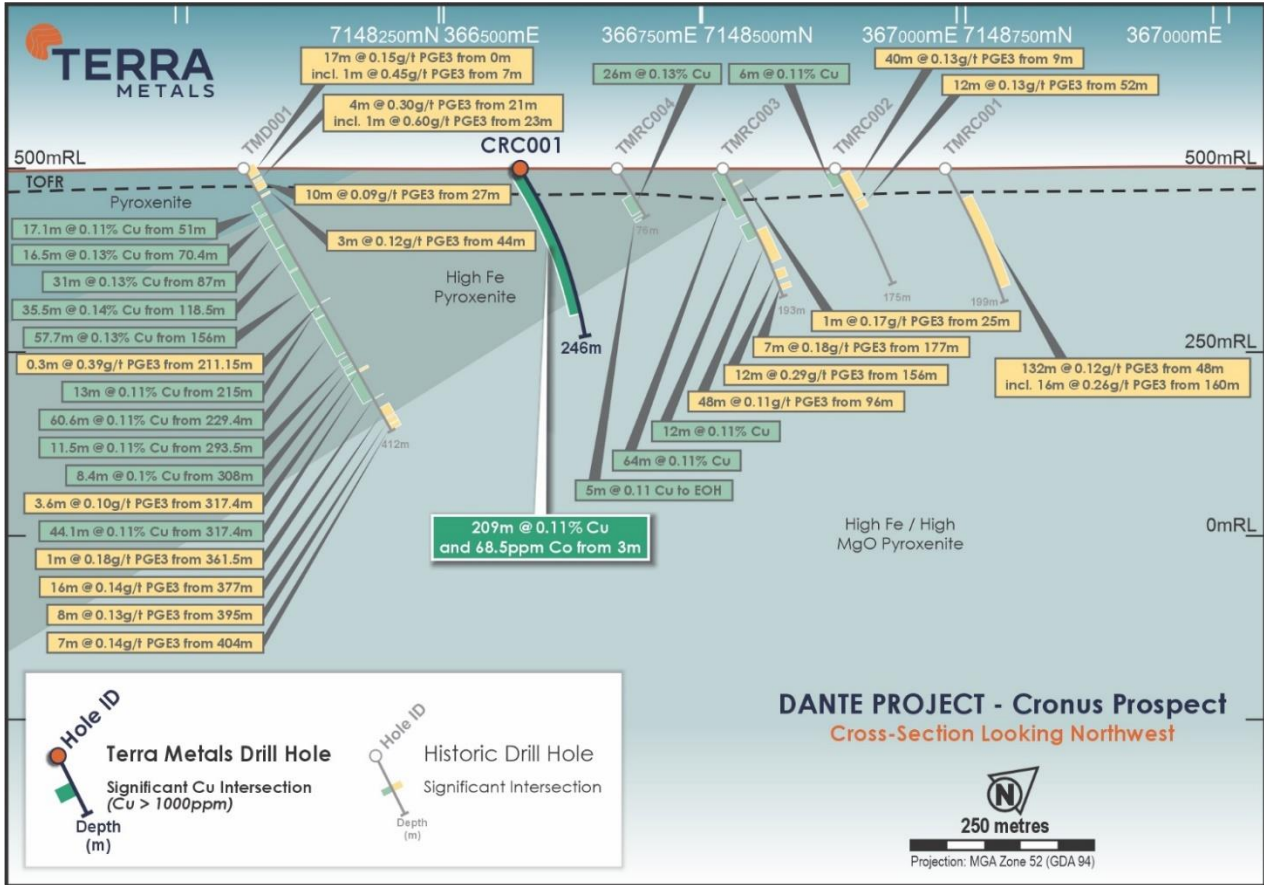 TERRA
METALS
7148250mN 366500mE
366750mE 7148500mN
367000mE 7148750mN
367000mE
17m @ 0.15g/t PGE3 from 0m
incl. 1m @ 0.45g/t PGE3 from 7m
4m @ 0.30g/t PGE3 from 21m
incl. 1m @ 0.60g/t PGE3 from 23m
26m @ 0.13% Cu
6m @ 0.11% Cu
40m @ 0.13g/t PGE3 from 9m
12m @ 0.13g/t PGE3 from 52m
TMD001
CRC001
TMRC004
TMRC003
TMRC002
TMRC001
500mRL
500mRL
TOFR
Pyroxenite
10m @ 0.09g/t PGE3 from 27m
3m @ 0.12g/t PGE3 from 44m
17.1m @ 0.11% Cu from 51m
16.5m @ 0.13% Cu from 70.4m
31m @ 0.13% Cu from 87m
35.5m @ 0.14% Cu from 118.5m
57.7m @ 0.13% Cu from 156m
0.3m @ 0.39g/t PGE3 from 211.15m
13m @ 0.11% Cu from 215m
60.6m @ 0.11% Cu from 229.4m
11.5m @ 0.11% Cu from 293.5m
8.4m @ 0.1% Cu from 308m
3.6m @ 0.10g/t PGE3 from 317.4m
44.1m @ 0.11% Cu from 317.4m
1m @ 0.18g/t PGE3 from 361.5m
16m @ 0.14g/t PGE3 from 377m
8m @ 0.13g/t PGE3 from 395m
7m @ 0.14g/t PGE3 from 404m
412m
High Fe
Pyroxenite
246m
76m
193m
175m
199m
1m @ 0.17g/t PGE3 from 25m
7m @ 0.18g/t PGE3 from 177m
12m @ 0.29g/t PGE3 from 156m
48m @ 0.11g/t PGE3 from 96m
12m @ 0.11% Cu
64m @ 0.11% Cu
5m @ 0.11 Cu to EOH
250mRL
132m @ 0.12g/t PGE3 from 48m
incl. 16m @ 0.26g/t PGE3 from 160m
209m @ 0.11% Cu
and 68.5ppm Co from 3m
High Fe / High
MgO Pyroxenite
0mRL
Hole ID
Terra Metals Drill Hole
Significant Cu Intersection
(Cu > 1000ppm)
Depth
(m)
Hole ID
Historic Drill Hole
Significant Intersection
Depth
(m)
DANTE PROJECT - Cronus Prospect
Cross-Section Looking Northwest
N
250 metres
Projection: MGA Zone 52 (GDA 94)